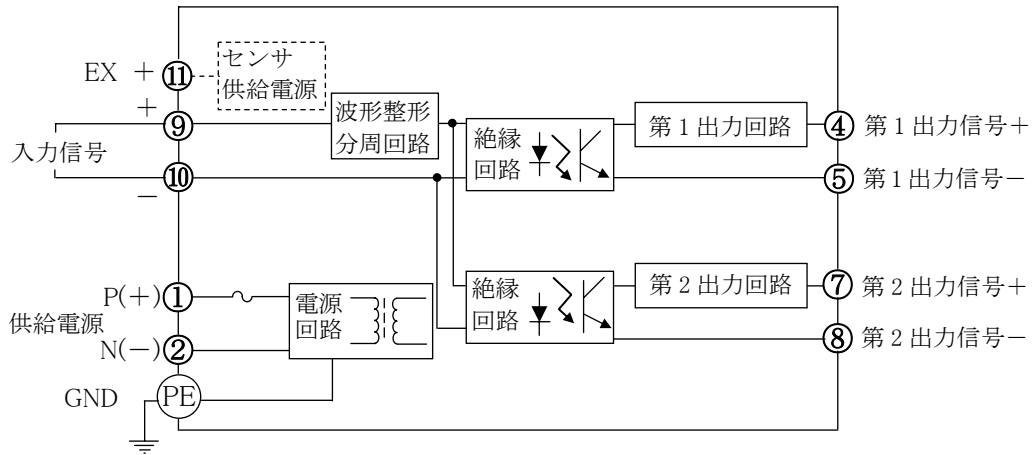 センサ
供給電源
EX +
⑪
+
⑨
入力信号
⑩
−
波形整形
分周回路
絶縁
回路
第1出力回路
④ 第1出力信号+
⑤ 第1出力信号−
絶縁
回路
第2出力回路
⑦ 第2出力信号+
⑧ 第2出力信号−
P(+) ①
供給電源
N(−) ②
電源
回路
GND
PE